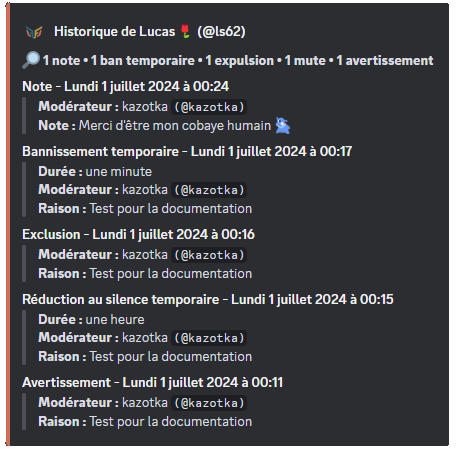 Historique de Lucas🌷 (@ls62)
🔎 1 note • 1 ban temporaire • 1 expulsion • 1 mute • 1 avertissement
Note - Lundi 1 juillet 2024 à 00:24
Modérateur : kazotka (@kazotka)
Note : Merci d'être mon cobaye humain
Bannissement temporaire - Lundi 1 juillet 2024 à 00:17
Durée : une minute
Modérateur : kazotka (@kazotka)
Raison : Test pour la documentation
Exclusion - Lundi 1 juillet 2024 à 00:16
Modérateur : kazotka (@kazotka)
Raison : Test pour la documentation
Réduction au silence temporaire - Lundi 1 juillet 2024 à 00:15
Durée : une heure
Modérateur : kazotka (@kazotka)
Raison : Test pour la documentation
Avertissement - Lundi 1 juillet 2024 à 00:11
Modérateur : kazotka (@kazotka)
Raison : Test pour la documentation